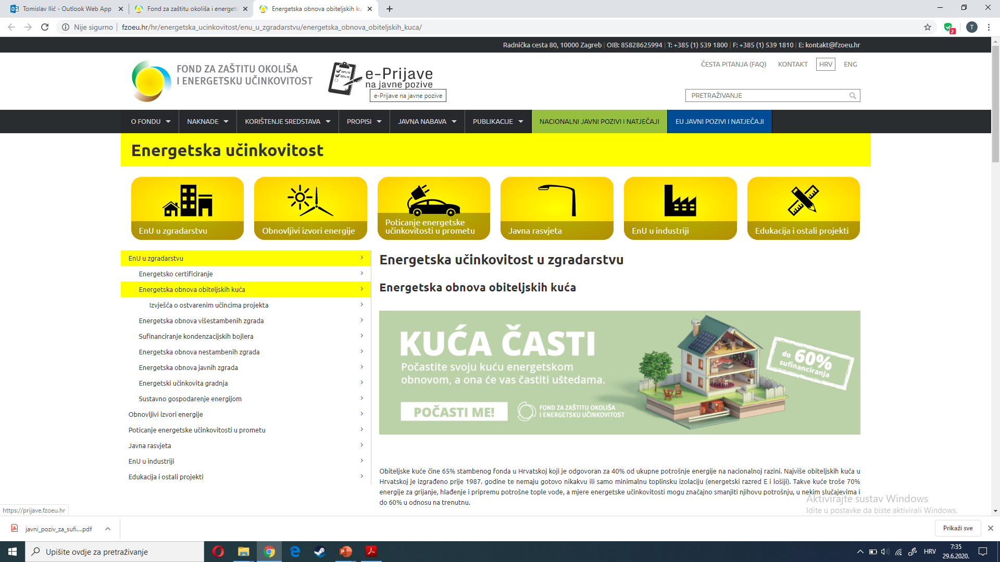 Tomislav Ilić - Outlook Web App
Fond za zaštitu okoliša i energets
Energetska obnova obiteljskih ku
Nije sigurno
fzoeu.hr/hr/energetska_ucinkovitost/enu_u_zgradarstvu/energetska_obnova_obiteljskih_kuca/
2
T
Radnička cesta 80, 10000 Zagreb | OIB: 85828625994 | T: +385 (1) 539 1800 | F: +385 (1) 539 1810 | E: kontakt@fzoeu.hr
FOND ZA ZAŠTITU OKOLIŠA
I ENERGETSKU UČINKOVITOST
e-Prijave
na javne pozive
e-Prijave na javne pozive
ČESTA PITANJA (FAQ) KONTAKT HRV ENG
PRETRAŽIVANJE
O FONDU NAKNADE KORIŠTENJE SREDSTAVA PROPISI JAVNA NABAVA PUBLIKACIJE NACIONALNI JAVNI POZIVI I NATJEČAJI EU JAVNI POZIVI I NATJEČAJI
Energetska učinkovitost
EnU u zgradarstvu
Obnovljivi izvori energije
Poticanje energetske
učinkovitosti u prometu
Javna rasvjeta
EnU u industriji
Edukacija i ostali projekti
EnU u zgradarstvu
Energetsko certificiranje
Energetska obnova obiteljskih kuća
Izvješća o ostvarenim učincima projekta
Energetska obnova višestambenih zgrada
Sufinanciranje kondenzacijskih bojlera
Energetska obnova nestambenih zgrada
Energetska obnova javnih zgrada
Energetski učinkovita gradnja
Sustavno gospodarenje energijom
Obnovljivi izvori energije
Poticanje energetske učinkovitosti u prometu
Javna rasvjeta
EnU u industriji
Edukacija i ostali projekti
Energetska učinkovitost u zgradarstvu
Energetska obnova obiteljskih kuća
KUĆA ČASTI
Počastite svoju kuću energetskom
obnovom, a ona će vas častiti uštedama.
POČASTI ME!
FOND ZA ZAŠTITU OKOLIŠA
I ENERGETSKU UČINKOVITOST
do 60%
sufinanciranja
Obiteljske kuće čine 65% stambenog fonda u Hrvatskoj koji je odgovoran za 40% od ukupne potrošnje energije na nacionalnoj razini. Najviše obiteljskih kuća u
Hrvatskoj je izgrađeno prije 1987. godine te nemaju gotovo nikakvu ili samo minimalnu toplinsku izolaciju (energetski razred E i lošiji). Takve kuće troše 70%
energije za grijanje, hlađenje i pripremu potrošne tople vode, a mjere energetske učinkovitosti mogu značajno smanjiti njihovu potrošnju, u nekim slučajevima i
do 60% u odnosu na trenutnu.
Aktivirajte sustav Windows
Idite u postavke da biste aktivirali Windows.
https://prijave.fzoeu.hr
javni_poziv_za_sufi....pdf
Prikaži sve
Upišite ovdje za pretraživanje
HRV
7:35
29.6.2020.